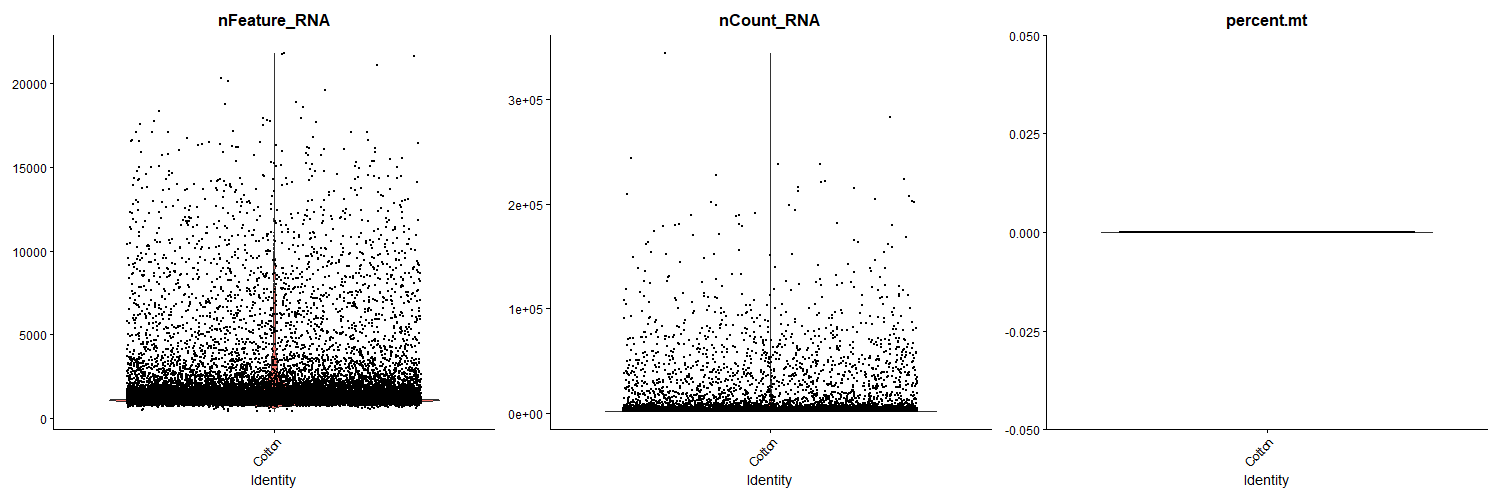 nFeature_RNA
20000
15000
10000
5000
0
Cotton
Identity
nCount_RNA
3e+05
2e+05
1e+05
0e+00
Cotton
Identity
percent.mt
0.050
0.025
0.000
-0.025
-0.050
Cotton
Identity